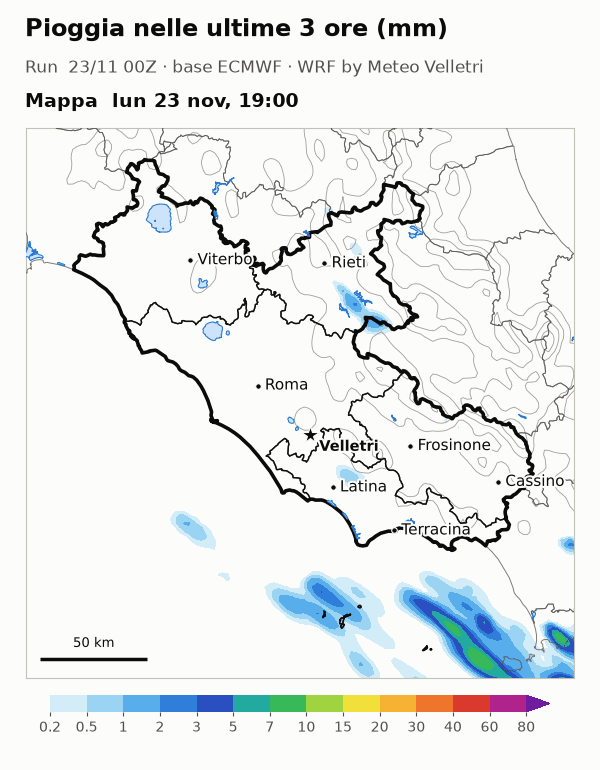 Pioggia nelle ultime 3 ore (mm)
Run 23/11 00Z · base ECMWF · WRF by Meteo Velletri
Mappa lun 23 nov, 19:00
Viterbo
Rieti
Roma
Velletri
Frosinone
Latina
Cassino
Terracina
50 km
0.2 0.5 1 2 3 5 7 10 15 20 30 40 60 80